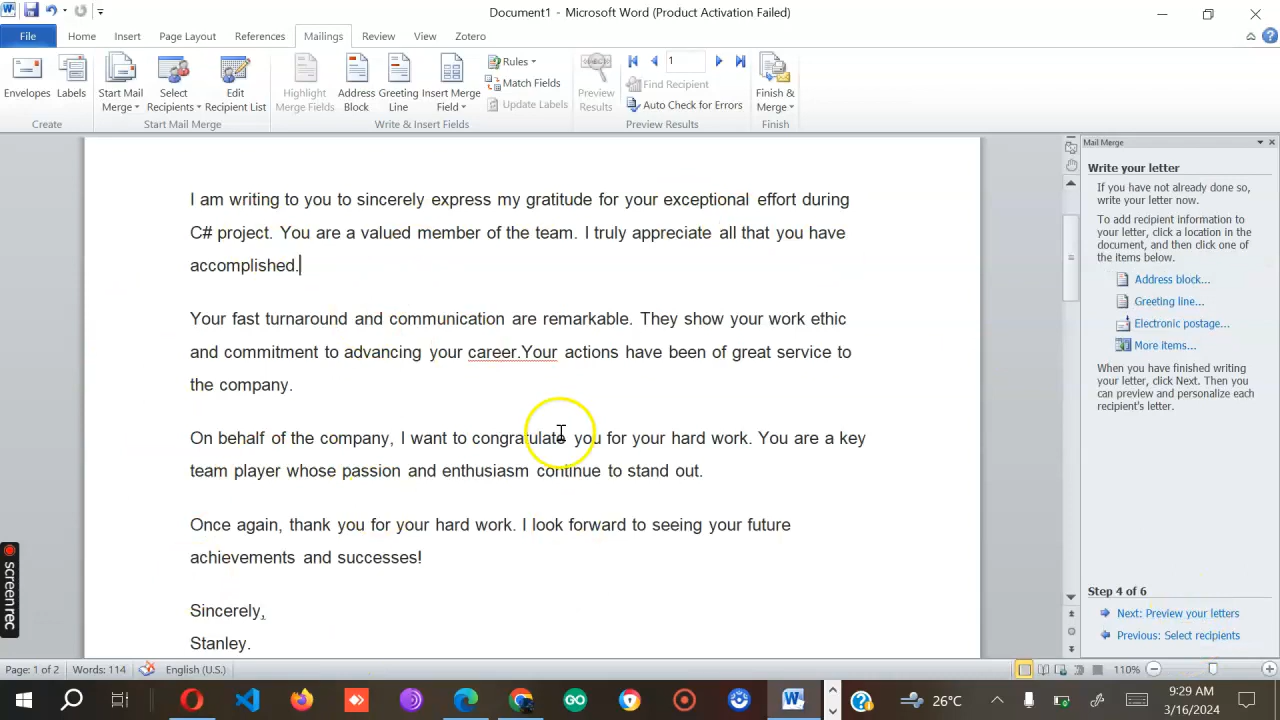 Document1 - Microsoft Word (Product Activation Failed)
File Home Insert Page Layout References Mailings Review View Zotero
Envelopes Labels Start Mail Merge Select Recipients Edit Recipient List Highlight Merge Fields Address Block Greeting Line Insert Merge Field Rules Match Fields Update Labels Preview Results 1 Find Recipient Auto Check for Errors Finish & Merge
Create Start Mail Merge Write & Insert Fields Preview Results Finish
I am writing to you to sincerely express my gratitude for your exceptional effort during
C# project. You are a valued member of the team. I truly appreciate all that you have
accomplished.
Your fast turnaround and communication are remarkable. They show your work ethic
and commitment to advancing your career.Your actions have been of great service to
the company.
On behalf of the company, I want to congratulate you for your hard work. You are a key
team player whose passion and enthusiasm continue to stand out.
Once again, thank you for your hard work. I look forward to seeing your future
achievements and successes!
Sincerely,
Stanley.
Mail Merge
Write your letter
If you have not already done so,
write your letter now.
To add recipient information to
your letter, click a location in the
document, and then click one of
the items below.
Address block...
Greeting line...
Electronic postage...
More items...
When you have finished writing
your letter, click Next. Then you
can preview and personalize each
recipient's letter.
Step 4 of 6
Next: Preview your letters
Previous: Select recipients
screen rec
Page: 1 of 2 Words: 114 English (U.S.) 110%
26°C 9:29 AM
3/16/2024